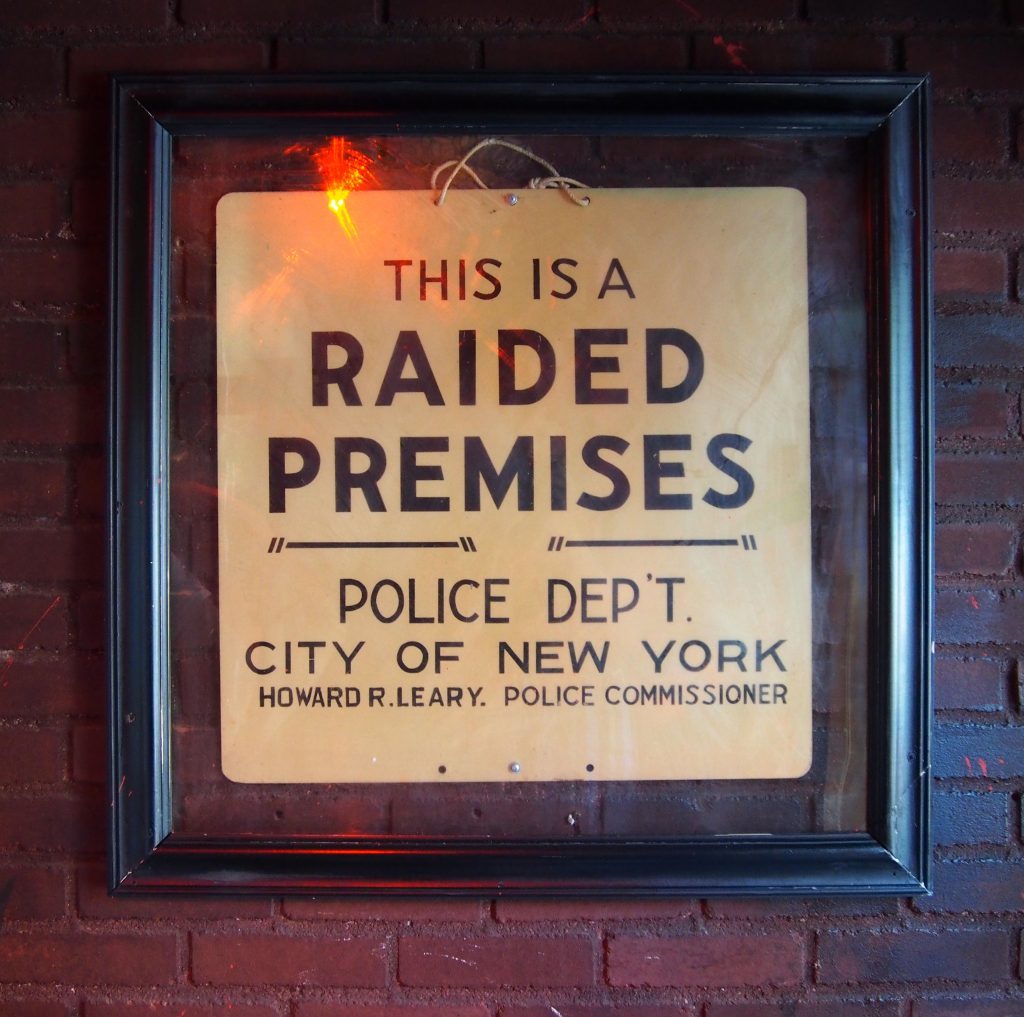 THIS IS A
RAIDED
PREMISES
POLICE DEP'T.
CITY OF NEW YORK
HOWARD R. LEARY. POLICE COMMISSIONER